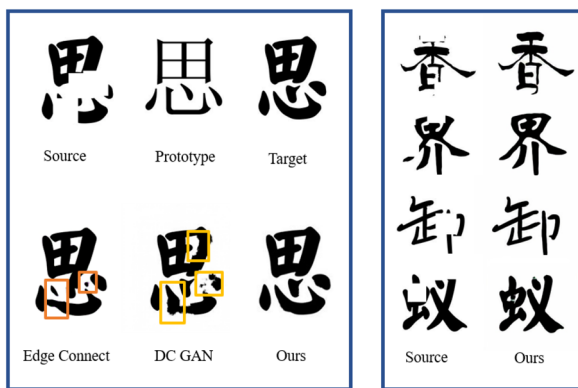 思 思 思
Source Prototype Target
思 思 思
Edge Connect DC GAN Ours
香 香
界 界
卸 卸
蚁 蚁
Source Ours